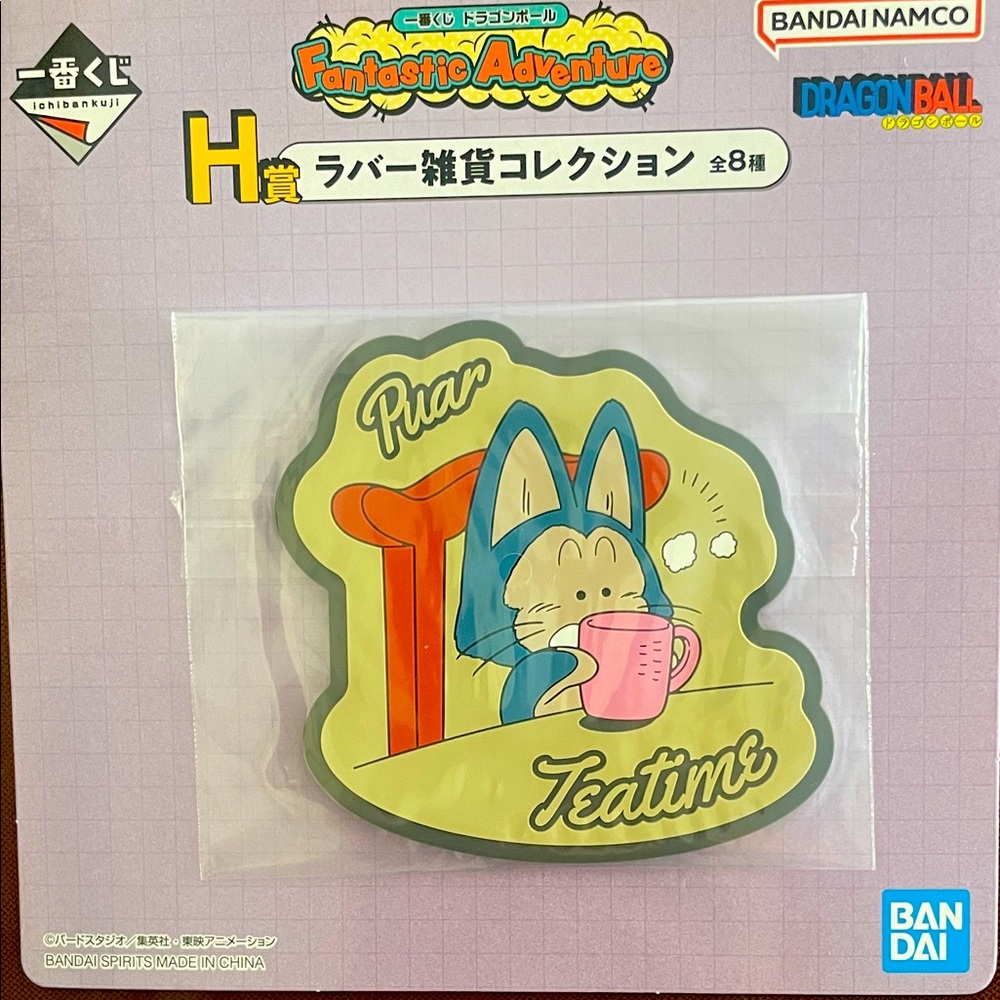 一番くじ
ichibankuji
一番くじ ドラゴンボール
Fantastic Adventure
BANDAI NAMCO
DRAGON BALL
ドラゴンボール
H賞 ラバー雑貨コレクション 全8種
Puar
Teatime
©バードスタジオ/集英社・東映アニメーション
BANDAI SPIRITS MADE IN CHINA
BAN
DAI